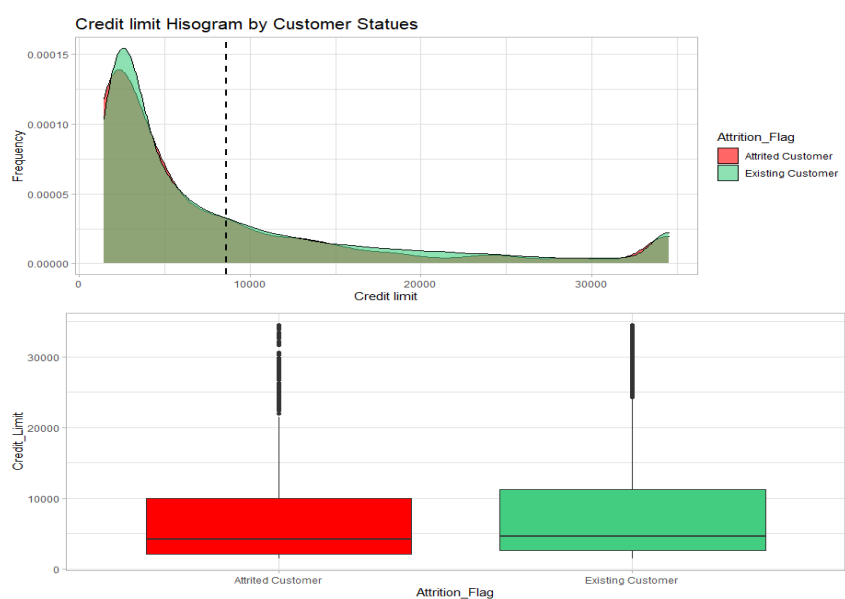 Credit limit Hisogram by Customer Statues
0.00015
0.00010
0.00005
0.00000
Frequency
0
10000
20000
30000
Credit limit
Attrition_Flag
Attrited Customer
Existing Customer
30000
20000
10000
0
Credit_Limit
Attrited Customer
Existing Customer
Attrition_Flag